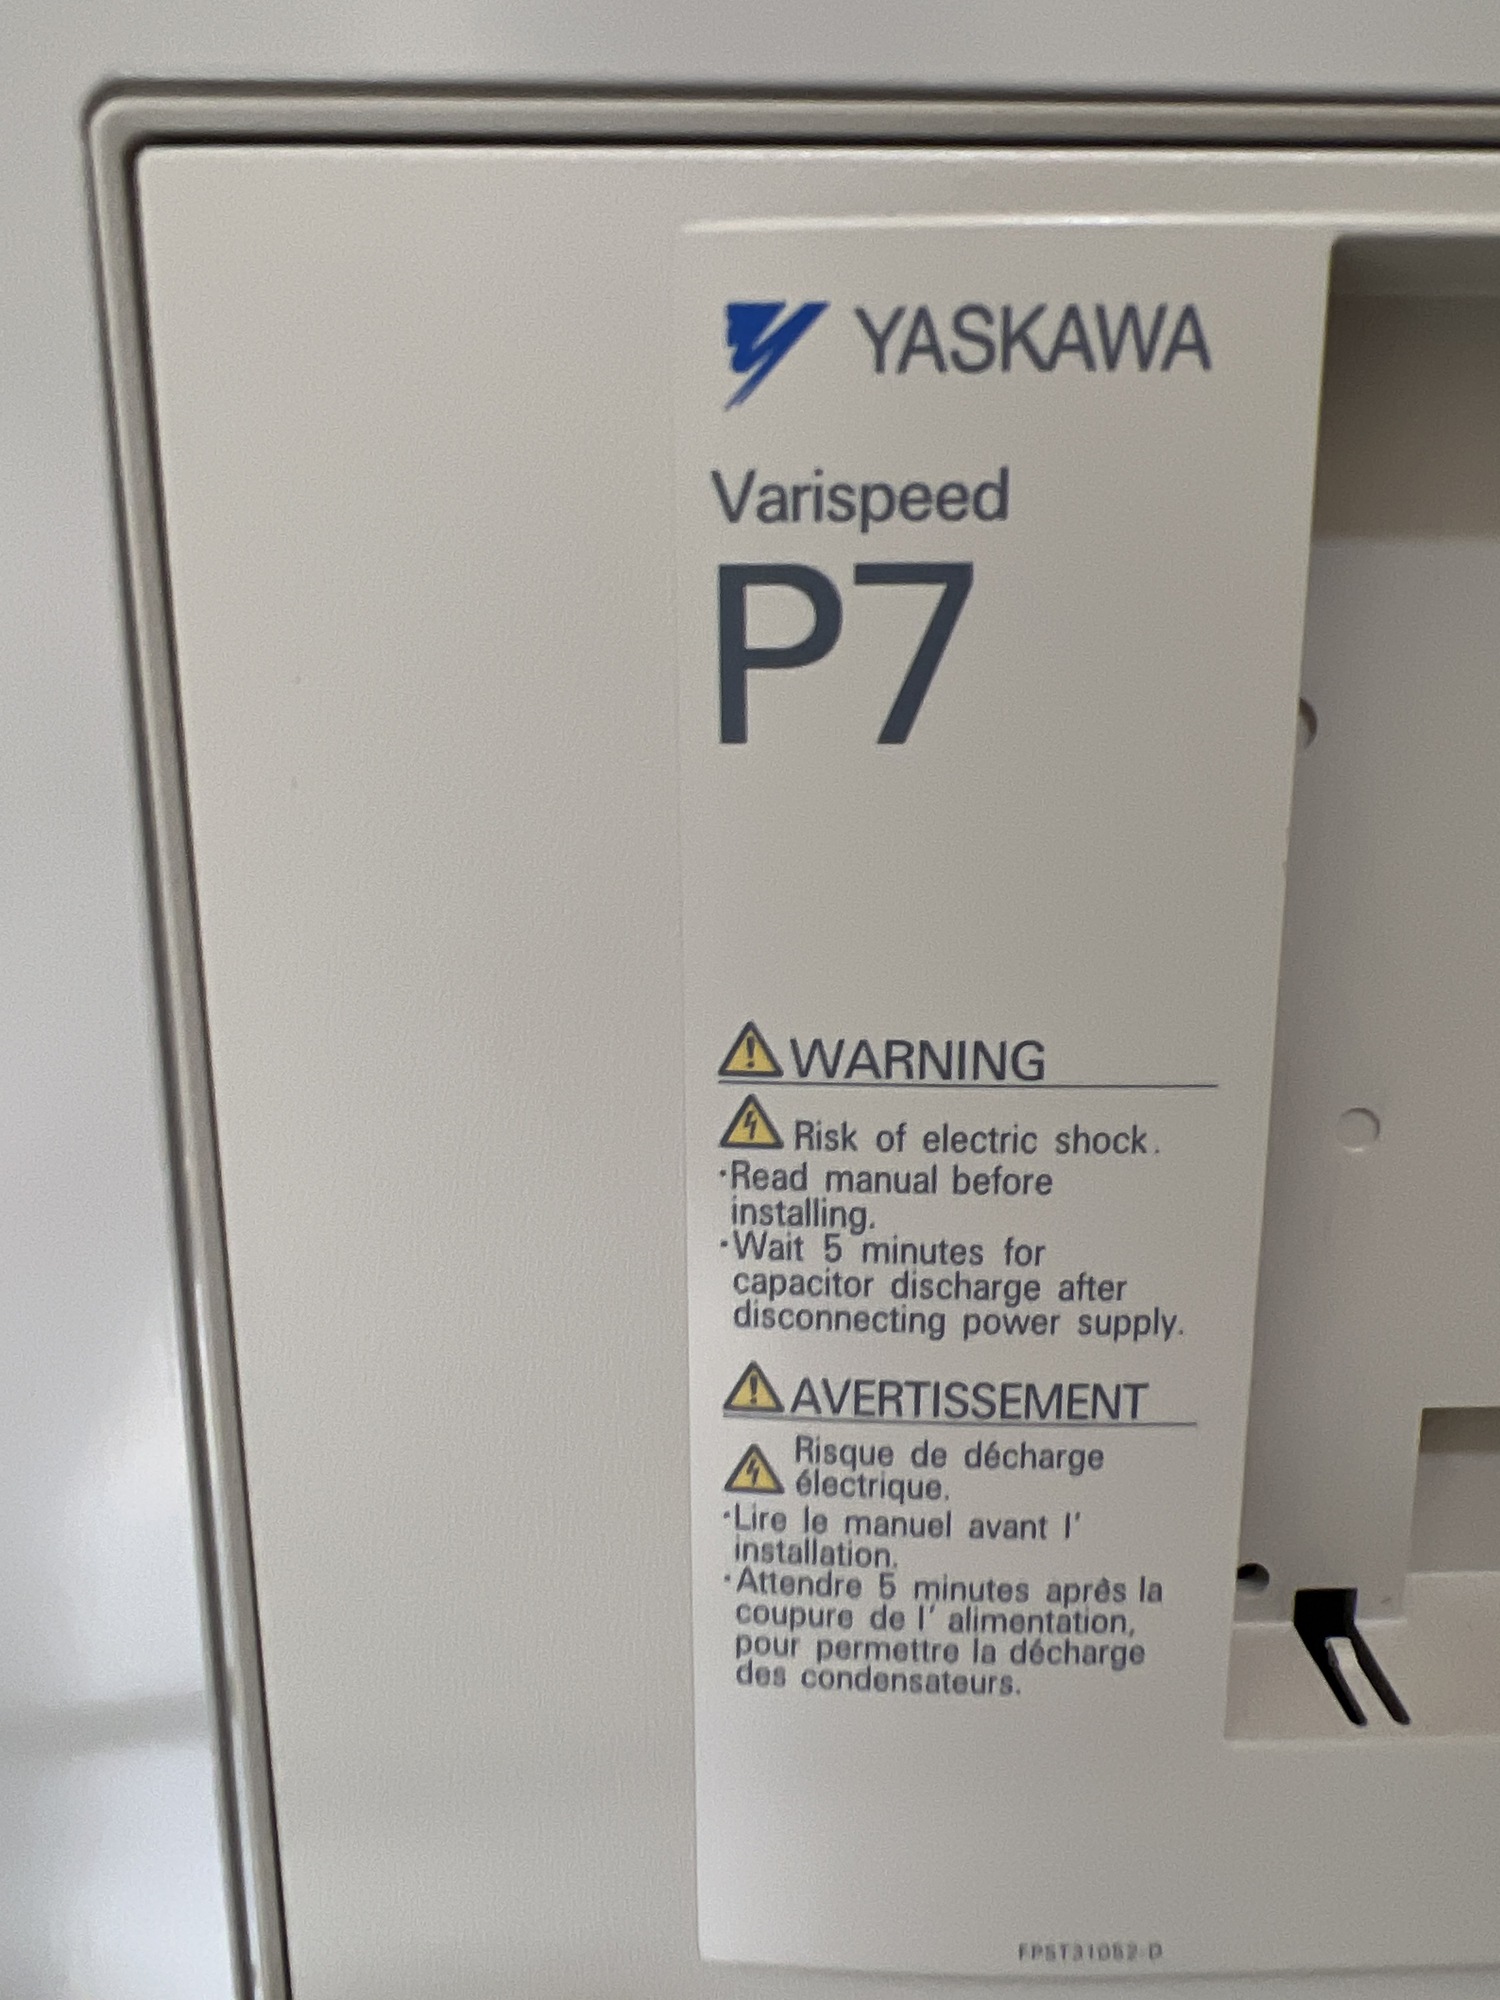 YASKAWA
Varispeed
P7
WARNING
Risk of electric shock.
·Read manual before
installing.
·Wait 5 minutes for
capacitor discharge after
disconnecting power supply.
AVERTISSEMENT
Risque de décharge
électrique.
·Lire le manuel avant l'
installation.
·Attendre 5 minutes après la
coupure de l' alimentation,
pour permettre la décharge
des condensateurs.